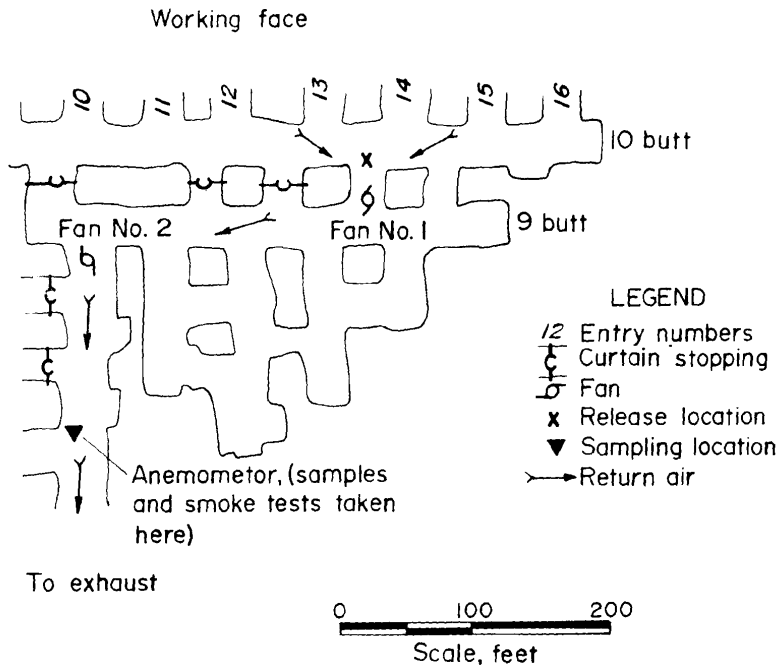 Working face
10 11 12 13 14 15 16
10 butt
Fan No. 2
Fan No. 1
9 butt
LEGEND
12 Entry numbers
Curtain stopping
Fan
x Release location
Sampling location
Return air
Anemometor, (samples
and smoke tests taken
here)
To exhaust
0 100 200
Scale, feet